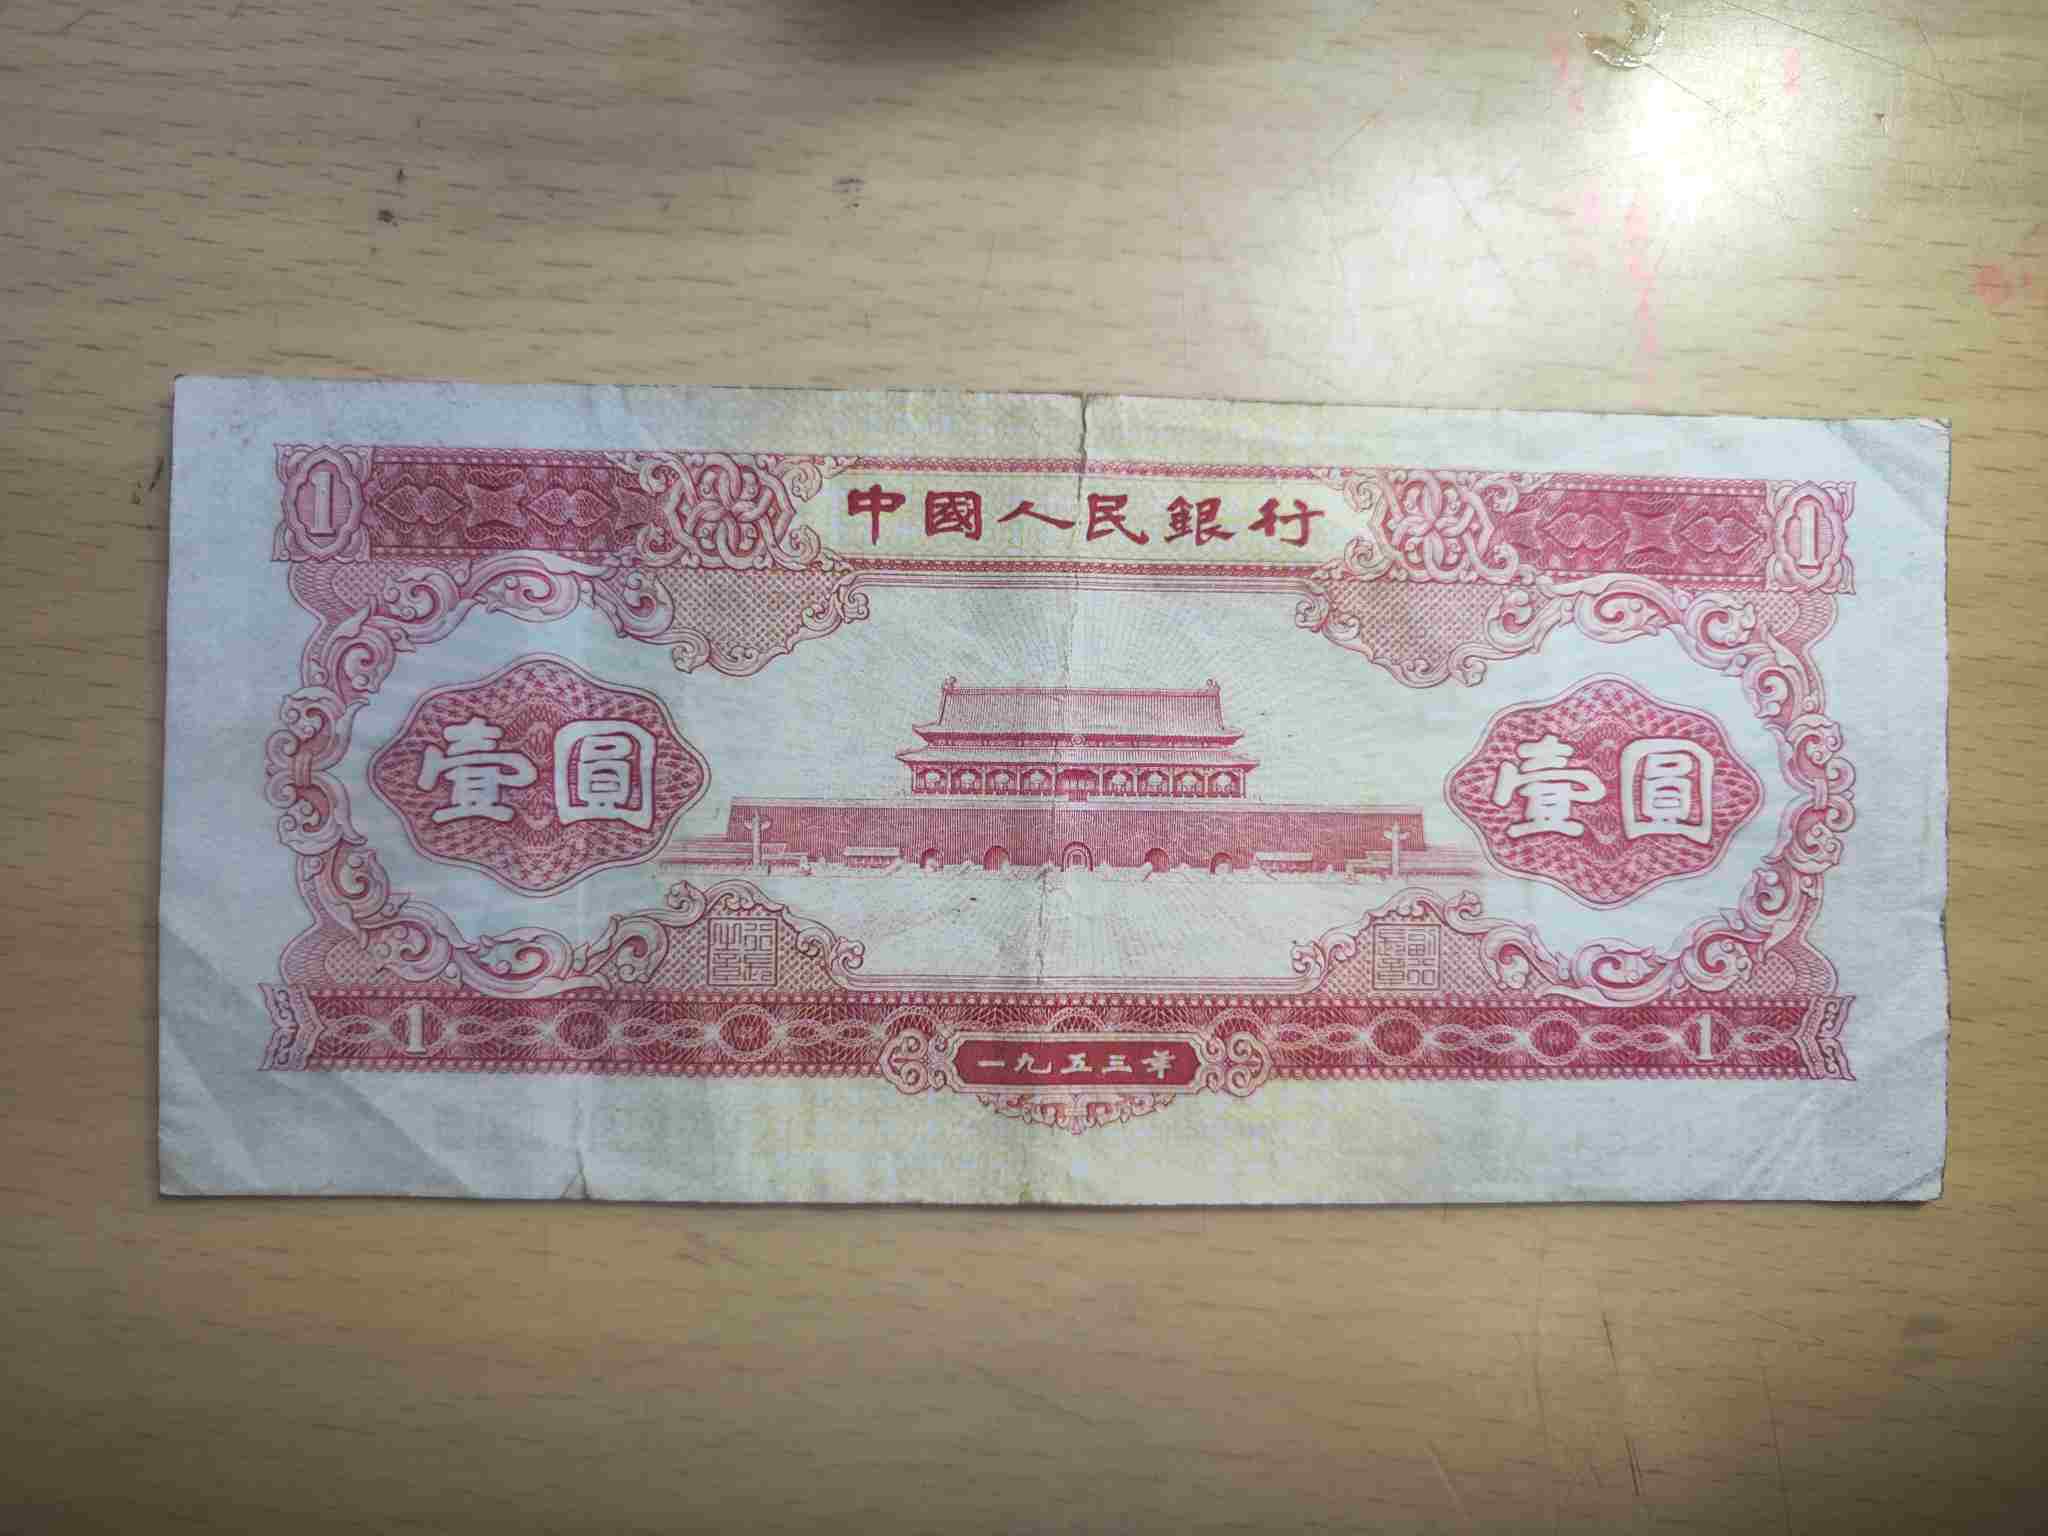 1 中國人民銀行 1
壹圓 壹圓
1 1
一九五三年